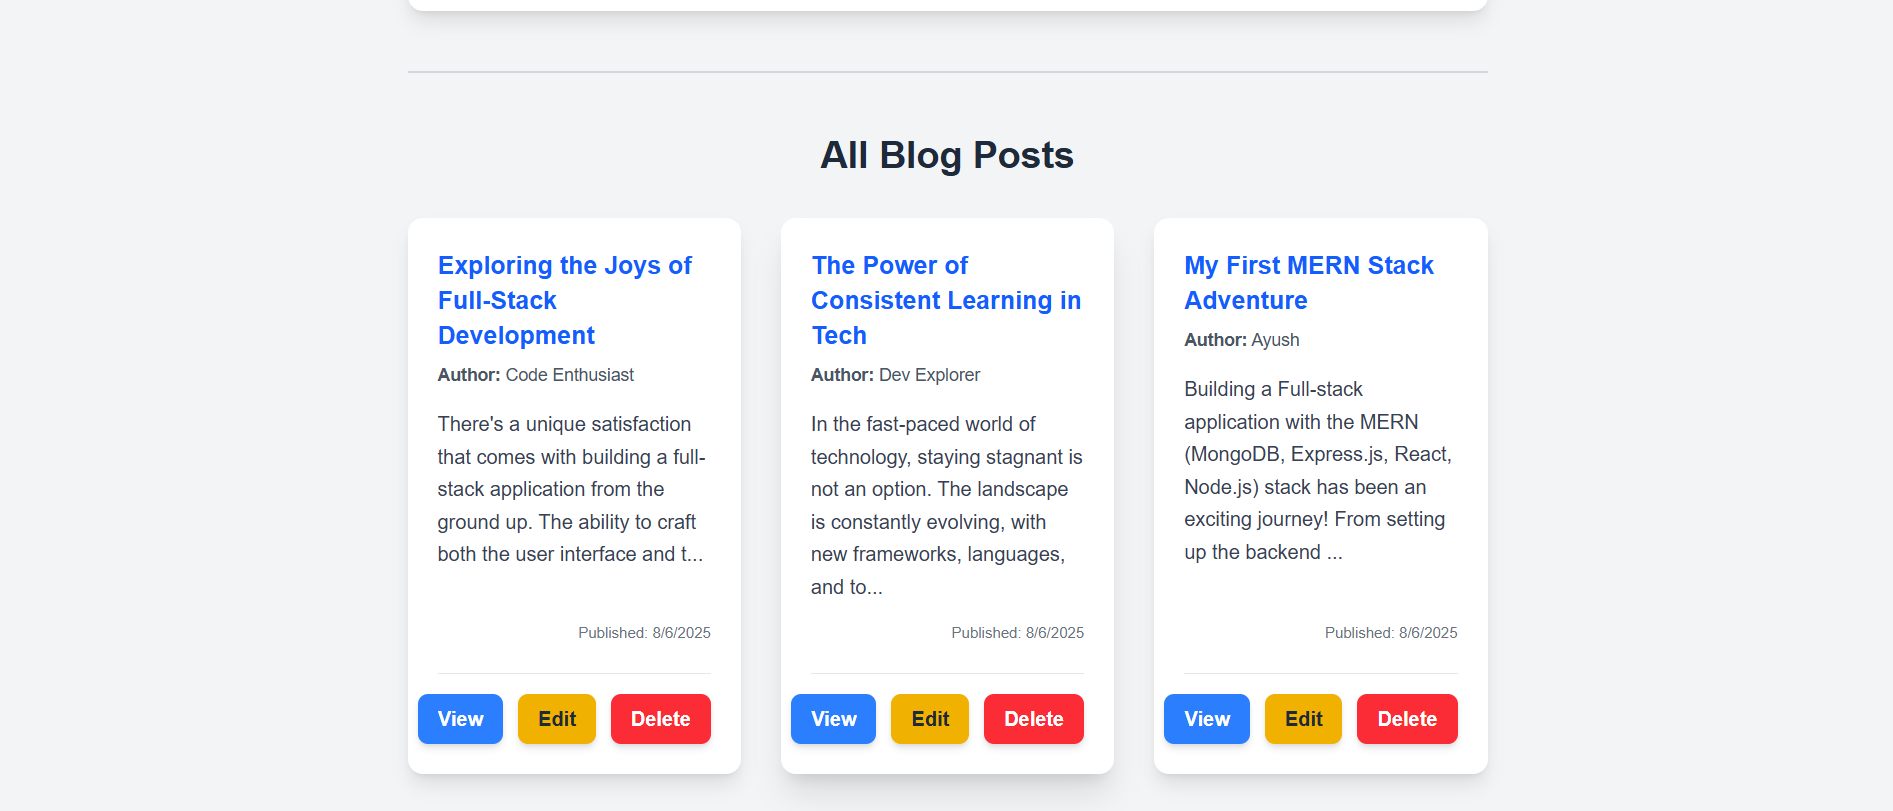 All Blog Posts
Exploring the Joys of
Full-Stack
Development
Author: Code Enthusiast
There's a unique satisfaction
that comes with building a full-
stack application from the
ground up. The ability to craft
both the user interface and t...
Published: 8/6/2025
View Edit Delete
The Power of
Consistent Learning in
Tech
Author: Dev Explorer
In the fast-paced world of
technology, staying stagnant is
not an option. The landscape
is constantly evolving, with
new frameworks, languages,
and to...
Published: 8/6/2025
View Edit Delete
My First MERN Stack
Adventure
Author: Ayush
Building a Full-stack
application with the MERN
(MongoDB, Express.js, React,
Node.js) stack has been an
exciting journey! From setting
up the backend ...
Published: 8/6/2025
View Edit Delete